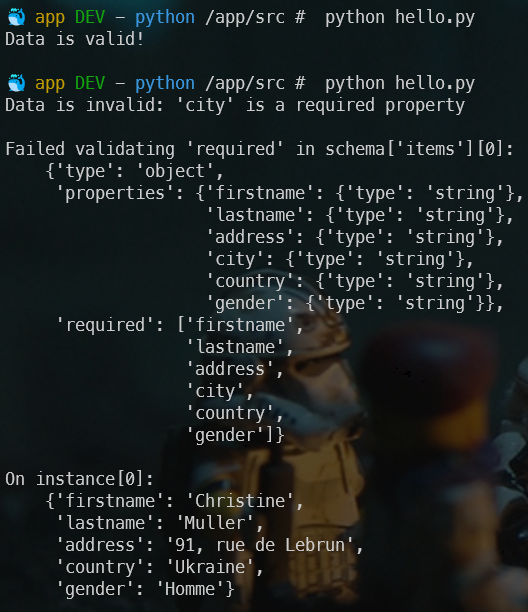 app DEV – python /app/src #  python hello.py
Data is valid!
app DEV – python /app/src #  python hello.py
Data is invalid: 'city' is a required property
Failed validating 'required' in schema['items'][0]:
    {'type': 'object',
     'properties': {'firstname': {'type': 'string'},
                    'lastname': {'type': 'string'},
                    'address': {'type': 'string'},
                    'city': {'type': 'string'},
                    'country': {'type': 'string'},
                    'gender': {'type': 'string'}},
     'required': ['firstname',
                  'lastname',
                  'address',
                  'city',
                  'country',
                  'gender']}
On instance[0]:
    {'firstname': 'Christine',
     'lastname': 'Muller',
     'address': '91, rue de Lebrun',
     'country': 'Ukraine',
     'gender': 'Homme'}